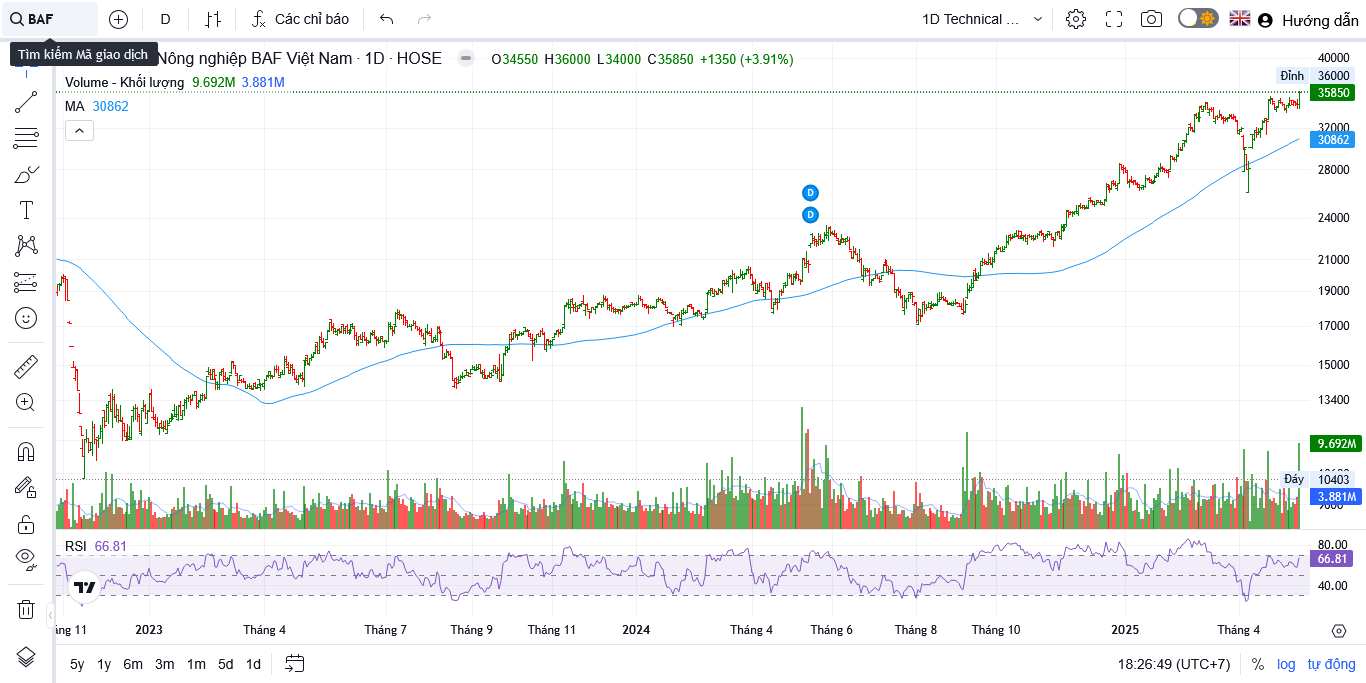 BAF
D
Các chỉ báo
1D Technical ...
Hướng dẫn
Tìm kiếm Mã giao dịch
Nông nghiệp BAF Việt Nam · 1D · HOSE
O34550 H36000 L34000 C35850 +1350 (+3.91%)
Volume - Khối lượng 9.692M 3.881M
MA 30862
D
D
40000
Đỉnh 36000
35850
32000
30862
28000
24000
21000
19000
17000
15000
13400
9.692M
Đáy 10403
3.881M
9000
RSI 66.81
80.00
66.81
40.00
ng 11 2023 Tháng 4 Tháng 7 Tháng 9 Tháng 11 2024 Tháng 4 Tháng 6 Tháng 8 Tháng 10 2025 Tháng 4
5y 1y 6m 3m 1m 5d 1d
18:26:49 (UTC+7) % log tự động